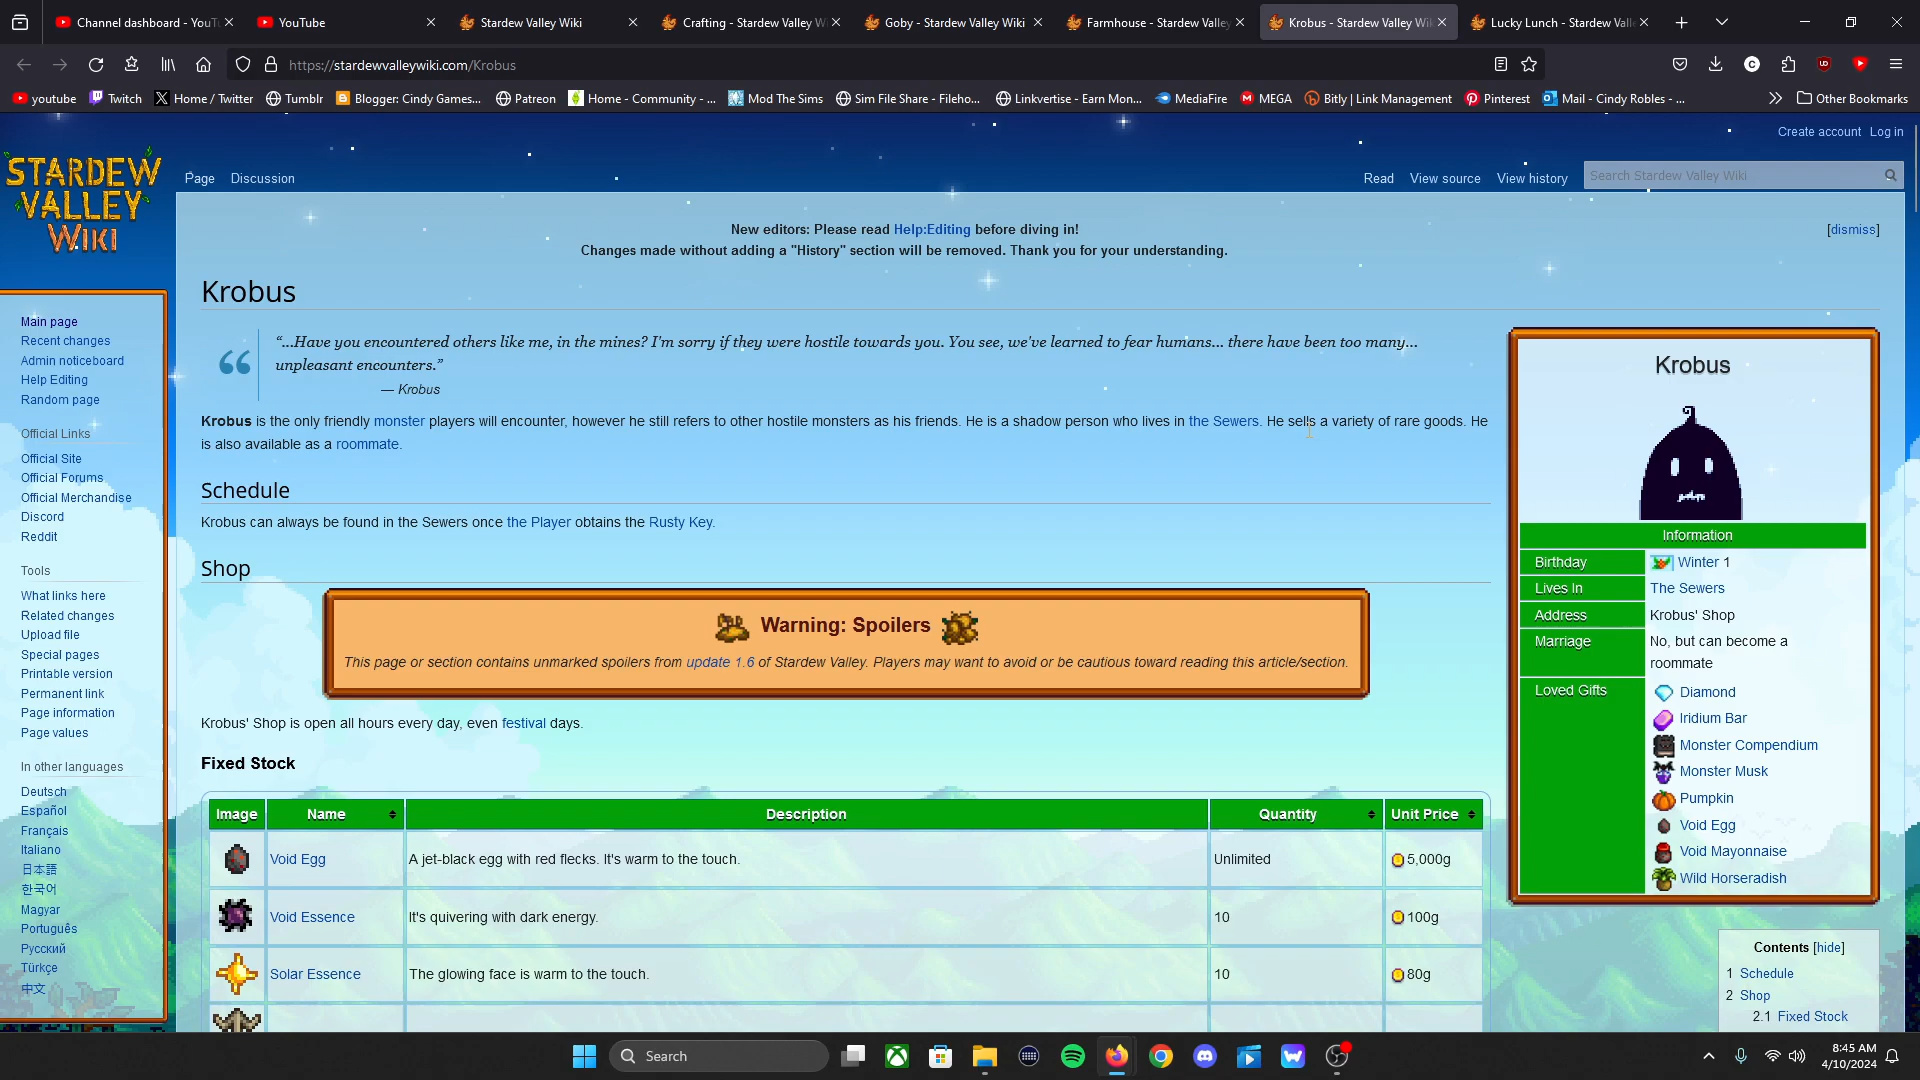 Channel dashboard - YouTu
YouTube
Stardew Valley Wiki
Crafting - Stardew Valley W
Goby - Stardew Valley Wiki
Farmhouse - Stardew Valley
Krobus - Stardew Valley Wik
Lucky Lunch - Stardew Valle
https://stardewvalleywiki.com/Krobus
youtube
Twitch
Home / Twitter
Tumblr
Blogger: Cindy Games...
Patreon
Home - Community - ...
Mod The Sims
Sim File Share - Fileho...
Linkvertise - Earn Mon...
MediaFire
MEGA
Bitly | Link Management
Pinterest
Mail - Cindy Robles - ...
Other Bookmarks
Create account Log in
STARDEW
VALLEY
WIKI
Page Discussion
Read View source View history
Search Stardew Valley Wiki
New editors: Please read Help:Editing before diving in!
[dismiss]
Changes made without adding a "History" section will be removed. Thank you for your understanding.
Main page
Recent changes
Admin noticeboard
Help Editing
Random page
Official Links
Official Site
Official Forums
Official Merchandise
Discord
Reddit
Tools
What links here
Related changes
Upload file
Special pages
Printable version
Permanent link
Page information
Page values
In other languages
Deutsch
Español
Français
Italiano
日本語
한국어
Magyar
Português
Русский
Türkçe
中文
Krobus
“...Have you encountered others like me, in the mines? I'm sorry if they were hostile towards you. You see, we've learned to fear humans... there have been too many...
unpleasant encounters.”
— Krobus
Krobus is the only friendly monster players will encounter, however he still refers to other hostile monsters as his friends. He is a shadow person who lives in the Sewers. He sells a variety of rare goods. He
is also available as a roommate.
Schedule
Krobus can always be found in the Sewers once the Player obtains the Rusty Key.
Shop
Warning: Spoilers
This page or section contains unmarked spoilers from update 1.6 of Stardew Valley. Players may want to avoid or be cautious toward reading this article/section.
Krobus' Shop is open all hours every day, even festival days.
Fixed Stock
Image Name Description Quantity Unit Price
Void Egg A jet-black egg with red flecks. It's warm to the touch. Unlimited 5,000g
Void Essence It's quivering with dark energy. 10 100g
Solar Essence The glowing face is warm to the touch. 10 80g
Krobus
Information
Birthday Winter 1
Lives In The Sewers
Address Krobus' Shop
Marriage No, but can become a
roommate
Loved Gifts Diamond
Iridium Bar
Monster Compendium
Monster Musk
Pumpkin
Void Egg
Void Mayonnaise
Wild Horseradish
Contents [hide]
1 Schedule
2 Shop
2.1 Fixed Stock
Search
8:45 AM
4/10/2024